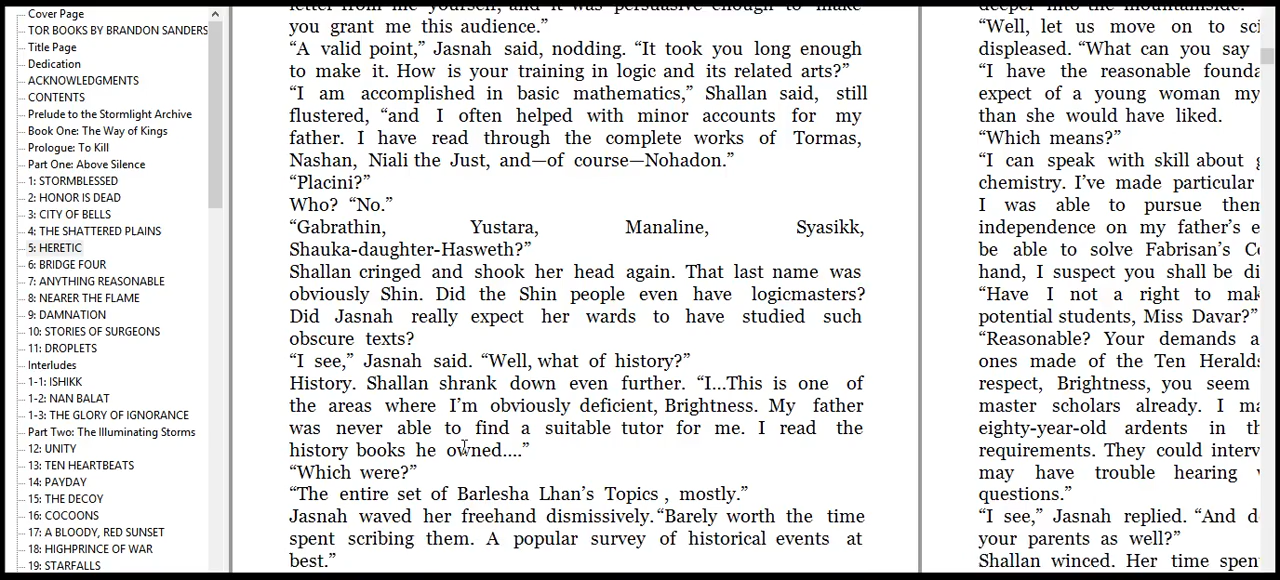 Cover Page
TOR BOOKS BY BRANDON SANDERS
Title Page
Dedication
ACKNOWLEDGMENTS
CONTENTS
Prelude to the Stormlight Archive
Book One: The Way of Kings
Prologue: To Kill
Part One: Above Silence
1: STORMBLESSED
2: HONOR IS DEAD
3: CITY OF BELLS
4: THE SHATTERED PLAINS
5: HERETIC
6: BRIDGE FOUR
7: ANYTHING REASONABLE
8: NEARER THE FLAME
9: DAMNATION
10: STORIES OF SURGEONS
11: DROPLETS
Interludes
1-1: ISHIKK
1-2: NAN BALAT
1-3: THE GLORY OF IGNORANCE
Part Two: The Illuminating Storms
12: UNITY
13: TEN HEARTBEATS
14: PAYDAY
15: THE DECOY
16: COCOONS
17: A BLOODY, RED SUNSET
18: HIGHPRINCE OF WAR
19: STARFALLS
letter from me yourself, and it was persuasive enough to make
you grant me this audience.”
“A valid point,” Jasnah said, nodding. “It took you long enough
to make it. How is your training in logic and its related arts?”
“I am accomplished in basic mathematics,” Shallan said, still
flustered, “and I often helped with minor accounts for my
father. I have read through the complete works of Tormas,
Nashan, Niali the Just, and—of course—Nohadon.”
“Placini?”
Who? “No.”
“Gabrathin, Yustara, Manaline, Syasikk,
Shauka-daughter-Hasweth?”
Shallan cringed and shook her head again. That last name was
obviously Shin. Did the Shin people even have logicmasters?
Did Jasnah really expect her wards to have studied such
obscure texts?
“I see,” Jasnah said. “Well, what of history?”
History. Shallan shrank down even further. “I...This is one of
the areas where I’m obviously deficient, Brightness. My father
was never able to find a suitable tutor for me. I read the
history books he owned....”
“Which were?”
“The entire set of Barlesha Lhan’s Topics , mostly.”
Jasnah waved her freehand dismissively.“Barely worth the time
spent scribing them. A popular survey of historical events at
best.”
deeper into the mountainside.
“Well, let us move on to sci
displeased. “What can you say
“I have the reasonable founda
expect of a young woman my
than she would have liked.
“Which means?”
“I can speak with skill about g
chemistry. I’ve made particular
I was able to pursue them
independence on my father’s e
be able to solve Fabrisan’s Co
hand, I suspect you shall be di
“Have I not a right to mak
potential students, Miss Davar?”
“Reasonable? Your demands a
ones made of the Ten Heralds
respect, Brightness, you seem
master scholars already. I ma
eighty-year-old ardents in th
requirements. They could interv
may have trouble hearing
questions.”
“I see,” Jasnah replied. “And d
your parents as well?”
Shallan winced. Her time spen